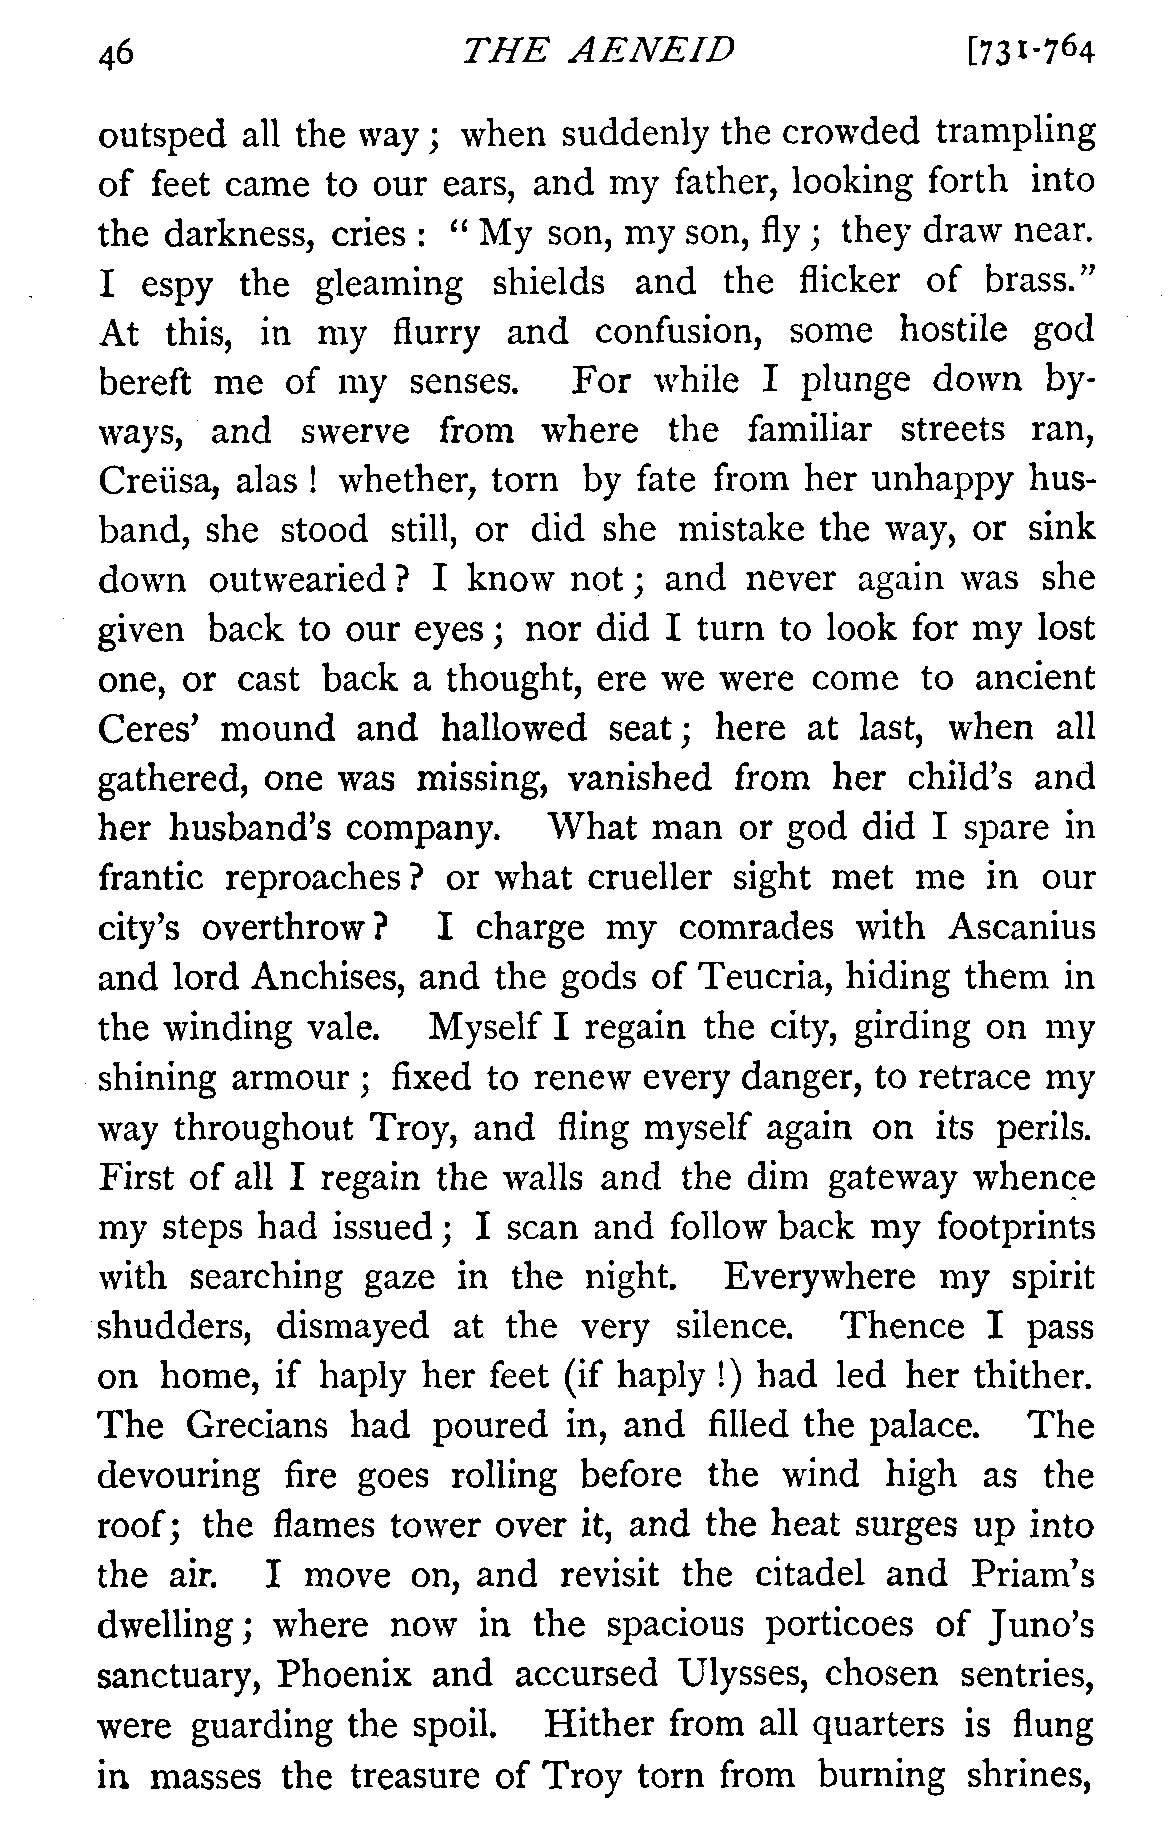 46 THE AENEID [731-764
outsped all the way ; when suddenly the crowded trampling
of feet came to our ears, and my father, looking forth into
the darkness, cries : “ My son, my son, fly ; they draw near.
I espy the gleaming shields and the flicker of brass.”
At this, in my flurry and confusion, some hostile god
bereft me of my senses. For while I plunge down by-
ways, and swerve from where the familiar streets ran,
Creüsa, alas ! whether, torn by fate from her unhappy hus-
band, she stood still, or did she mistake the way, or sink
down outwearied ? I know not ; and never again was she
given back to our eyes ; nor did I turn to look for my lost
one, or cast back a thought, ere we were come to ancient
Ceres’ mound and hallowed seat ; here at last, when all
gathered, one was missing, vanished from her child’s and
her husband’s company. What man or god did I spare in
frantic reproaches ? or what crueller sight met me in our
city’s overthrow ? I charge my comrades with Ascanius
and lord Anchises, and the gods of Teucria, hiding them in
the winding vale. Myself I regain the city, girding on my
shining armour ; fixed to renew every danger, to retrace my
way throughout Troy, and fling myself again on its perils.
First of all I regain the walls and the dim gateway whence
my steps had issued ; I scan and follow back my footprints
with searching gaze in the night. Everywhere my spirit
shudders, dismayed at the very silence. Thence I pass
on home, if haply her feet (if haply !) had led her thither.
The Grecians had poured in, and filled the palace. The
devouring fire goes rolling before the wind high as the
roof ; the flames tower over it, and the heat surges up into
the air. I move on, and revisit the citadel and Priam’s
dwelling ; where now in the spacious porticoes of Juno’s
sanctuary, Phoenix and accursed Ulysses, chosen sentries,
were guarding the spoil. Hither from all quarters is flung
in masses the treasure of Troy torn from burning shrines,